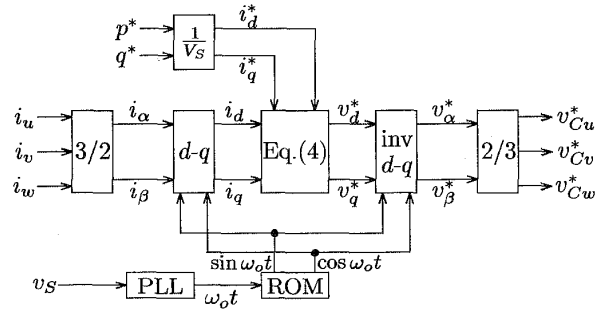 p* 1/V_S i_d*
q* i_q*
i_u i_α i_d v_d* v_α* v_Cu*
i_v 3/2 d-q Eq.(4) inv d-q 2/3 v_Cv*
i_w i_β i_q v_q* v_β* v_Cw*
sin ω_o t cos ω_o t
v_S PLL ω_o t ROM